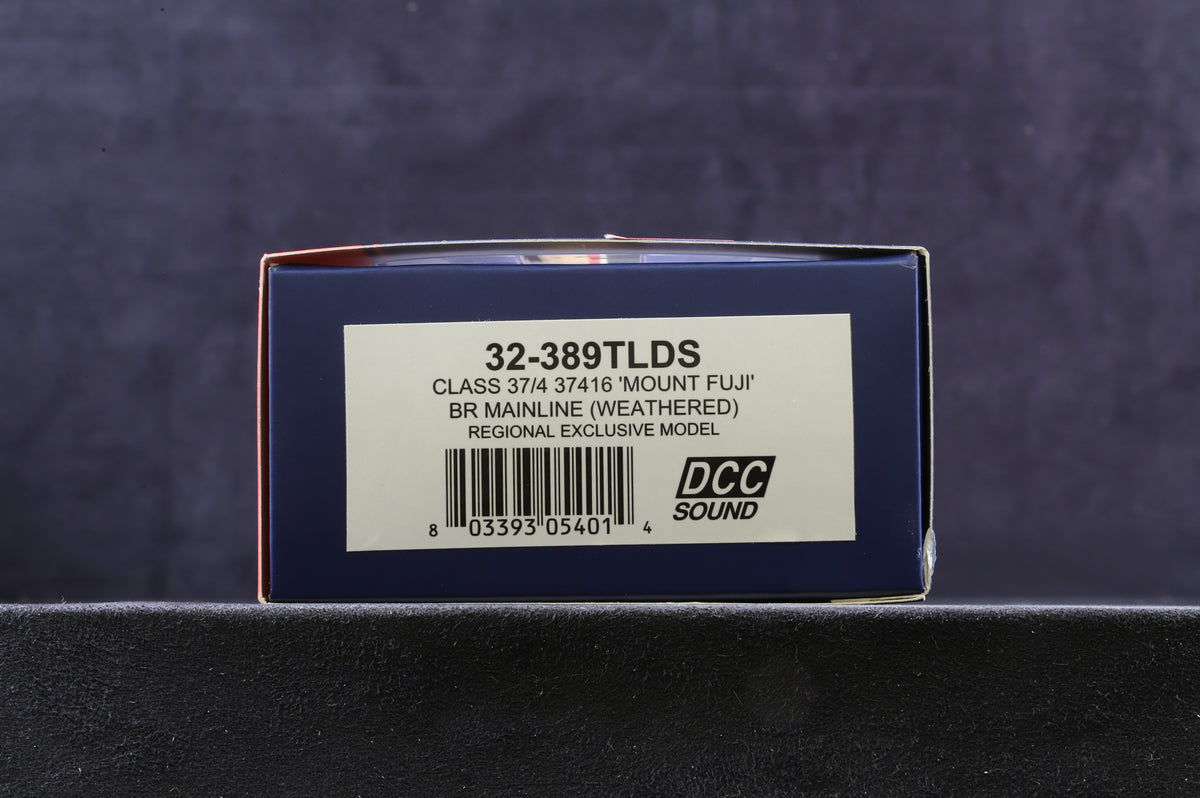 32-389TLDS
CLASS 37/4 37416 'MOUNT FUJI'
BR MAINLINE (WEATHERED)
REGIONAL EXCLUSIVE MODEL
8 03393 05401 4
DCC
SOUND